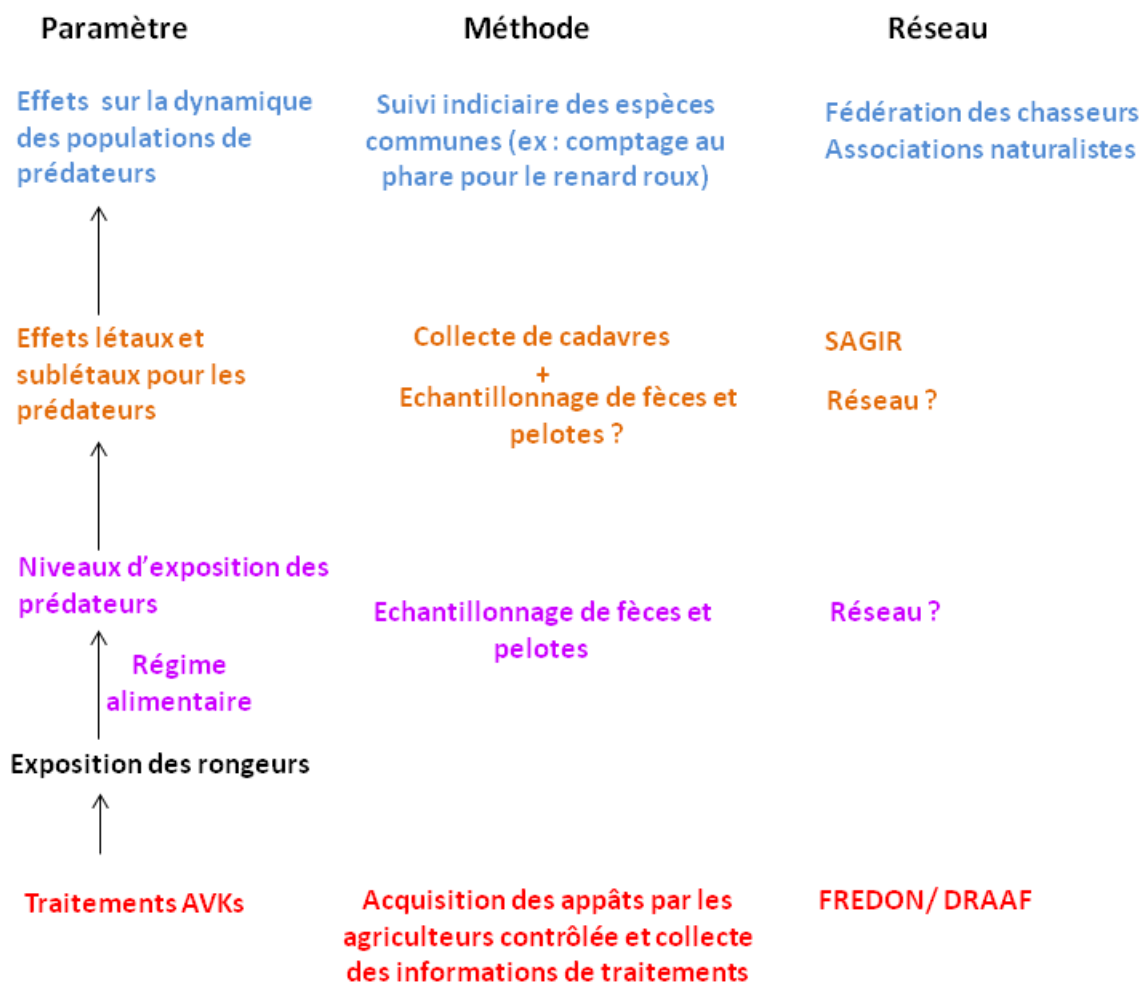 Paramètre
Méthode
Réseau
Effets sur la dynamique
des populations de
prédateurs
Suivi indiciaire des espèces
communes (ex : comptage au
phare pour le renard roux)
Fédération des chasseurs
Associations naturalistes
Effets létaux et
sublétaux pour les
prédateurs
Collecte de cadavres
+
Echantillonnage de fèces et
pelotes ?
SAGIR
Réseau ?
Niveaux d’exposition des
prédateurs
Echantillonnage de fèces et
pelotes
Réseau ?
Régime
alimentaire
Exposition des rongeurs
Traitements AVKs
Acquisition des appâts par les
agriculteurs contrôlée et collecte
des informations de traitements
FREDON/ DRAAF